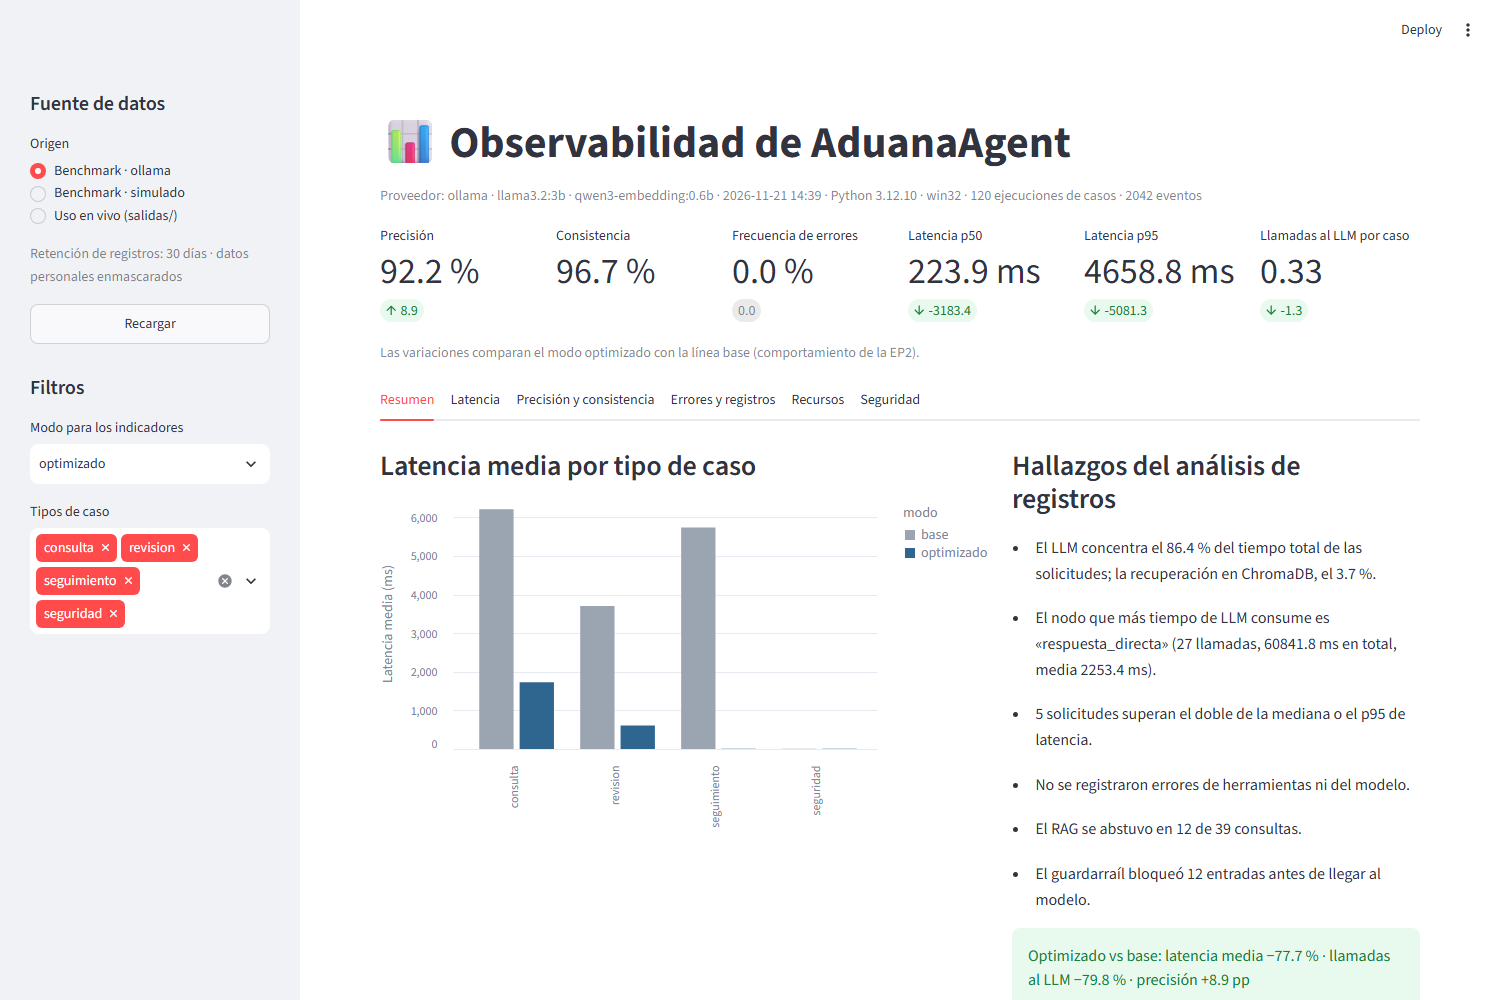 Deploy
Fuente de datos
Origen
Benchmark · ollama
Benchmark · simulado
Uso en vivo (salidas/)
Retención de registros: 30 días · datos
personales enmascarados
Recargar
Filtros
Modo para los indicadores
optimizado
Tipos de caso
consulta
revision
seguimiento
seguridad
Observabilidad de AduanaAgent
Proveedor: ollama · llama3.2:3b · qwen3-embedding:0.6b · 2026-11-21 14:39 · Python 3.12.10 · win32 · 120 ejecuciones de casos · 2042 eventos
Precisión
92.2 %
↑ 8.9
Consistencia
96.7 %
Frecuencia de errores
0.0 %
0.0
Latencia p50
223.9 ms
↓ -3183.4
Latencia p95
4658.8 ms
↓ -5081.3
Llamadas al LLM por caso
0.33
↓ -1.3
Las variaciones comparan el modo optimizado con la línea base (comportamiento de la EP2).
Resumen Latencia Precisión y consistencia Errores y registros Recursos Seguridad
Latencia media por tipo de caso
Latencia media (ms)
6,000
5,000
4,000
3,000
2,000
1,000
0
consulta
revision
seguimiento
seguridad
modo
base
optimizado
Hallazgos del análisis de
registros
El LLM concentra el 86.4 % del tiempo total de las
solicitudes; la recuperación en ChromaDB, el 3.7 %.
El nodo que más tiempo de LLM consume es
«respuesta_directa» (27 llamadas, 60841.8 ms en total,
media 2253.4 ms).
5 solicitudes superan el doble de la mediana o el p95 de
latencia.
No se registraron errores de herramientas ni del modelo.
El RAG se abstuvo en 12 de 39 consultas.
El guardarraíl bloqueó 12 entradas antes de llegar al
modelo.
Optimizado vs base: latencia media −77.7 % · llamadas
al LLM −79.8 % · precisión +8.9 pp